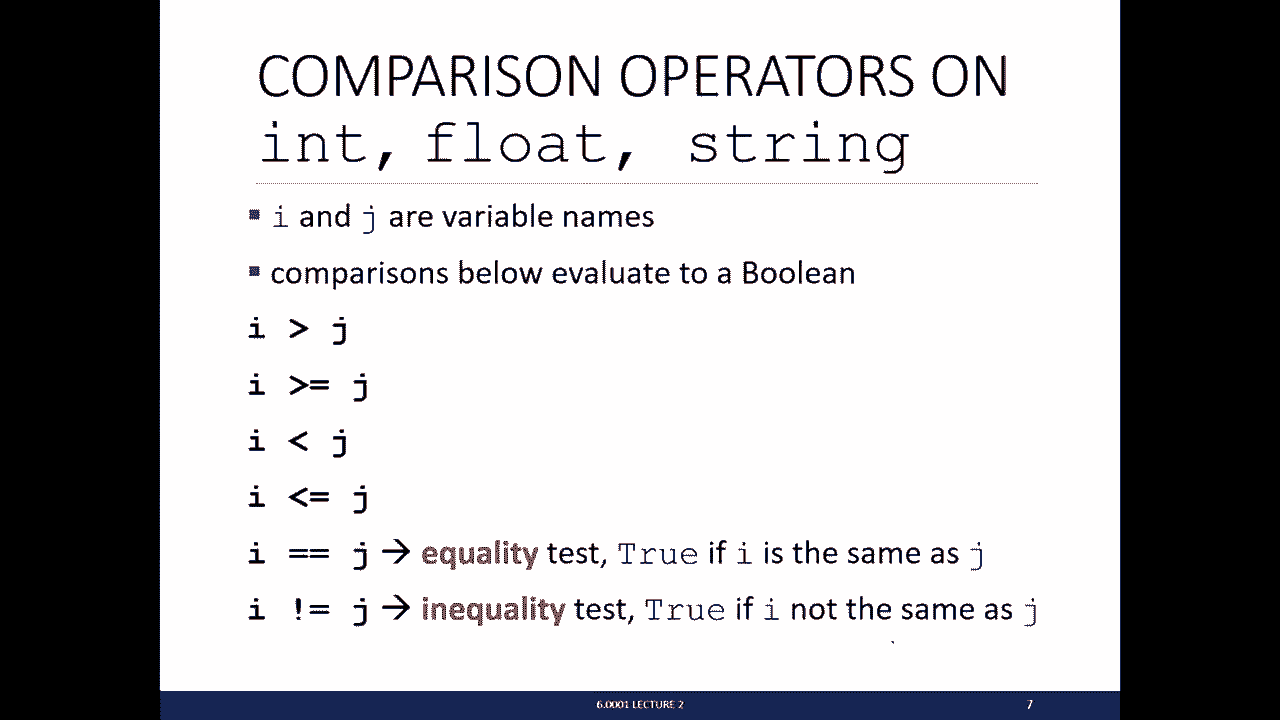 COMPARISON OPERATORS ON
int, float, string
▪ i and j are variable names
▪ comparisons below evaluate to a Boolean
i > j
i >= j
i < j
i <= j
i == j → equality test, True if i is the same as j
i != j → inequality test, True if i not the same as j
6.0001 LECTURE 2
7